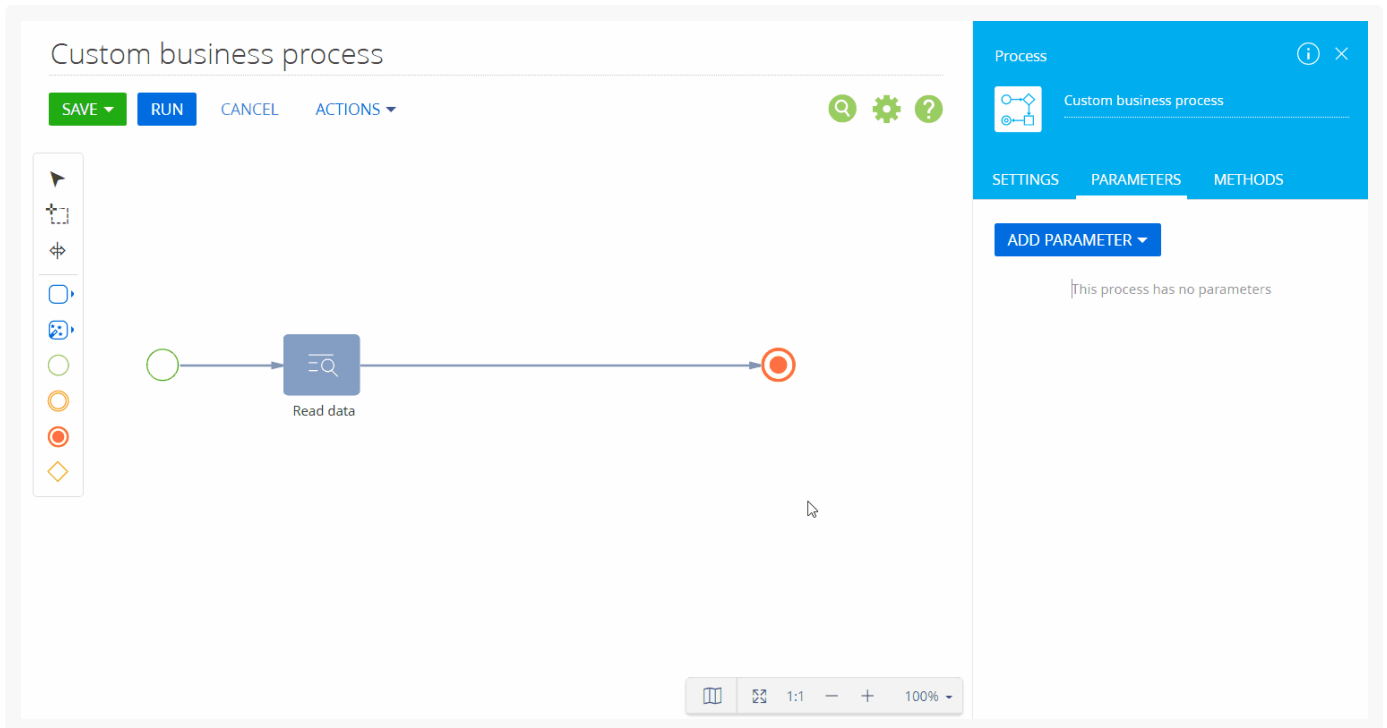 Custom business process
SAVE
RUN
CANCEL
ACTIONS
Read data
1:1
100%
Process
Custom business process
SETTINGS
PARAMETERS
METHODS
ADD PARAMETER
This process has no parameters